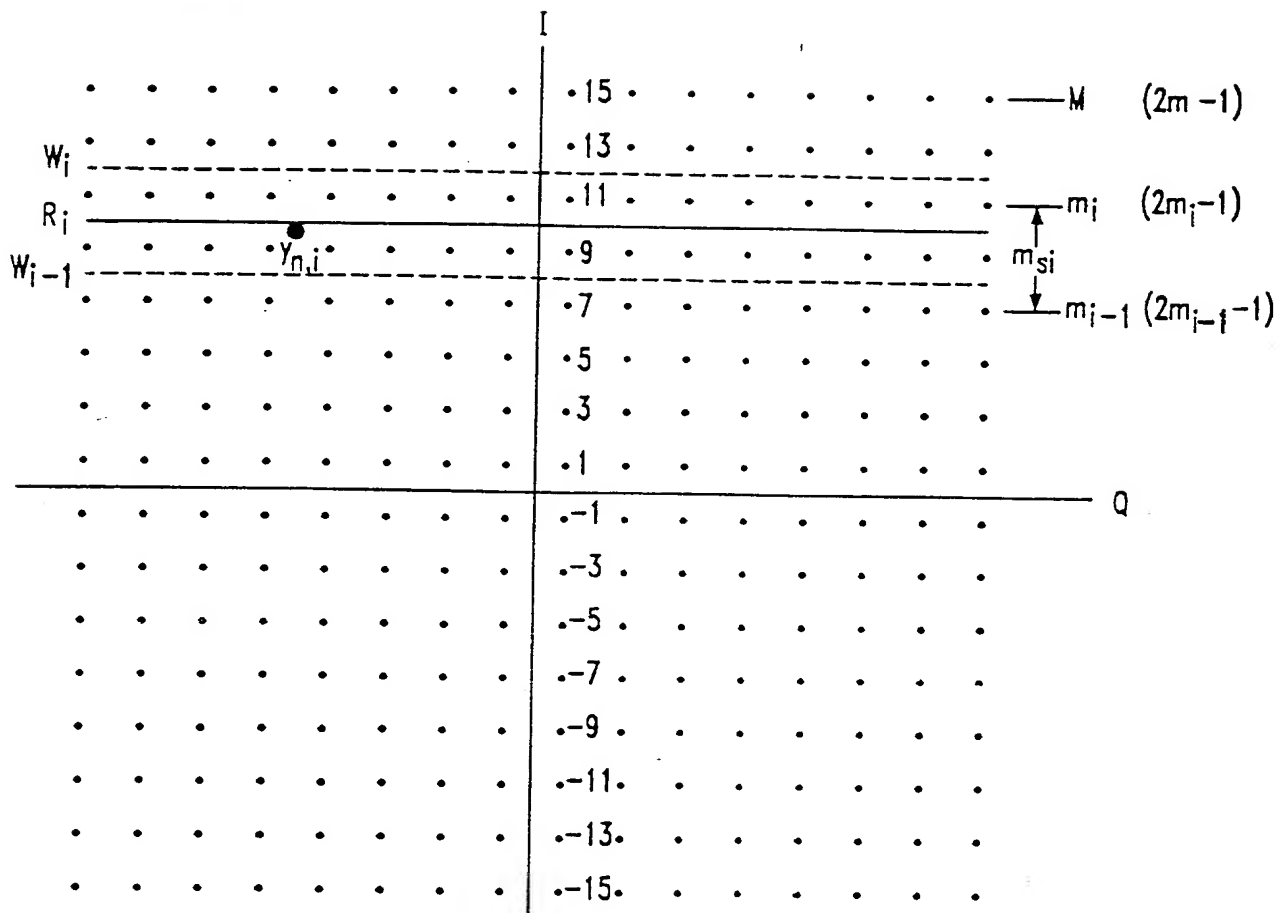 I
15 M (2m-1)
13
W_i
11 m_i (2m_i-1)
R_i
y_n,i 9 m_si
W_i-1
7 m_i-1 (2m_i-1-1)
5
3
1
Q
-1
-3
-5
-7
-9
-11
-13
-15